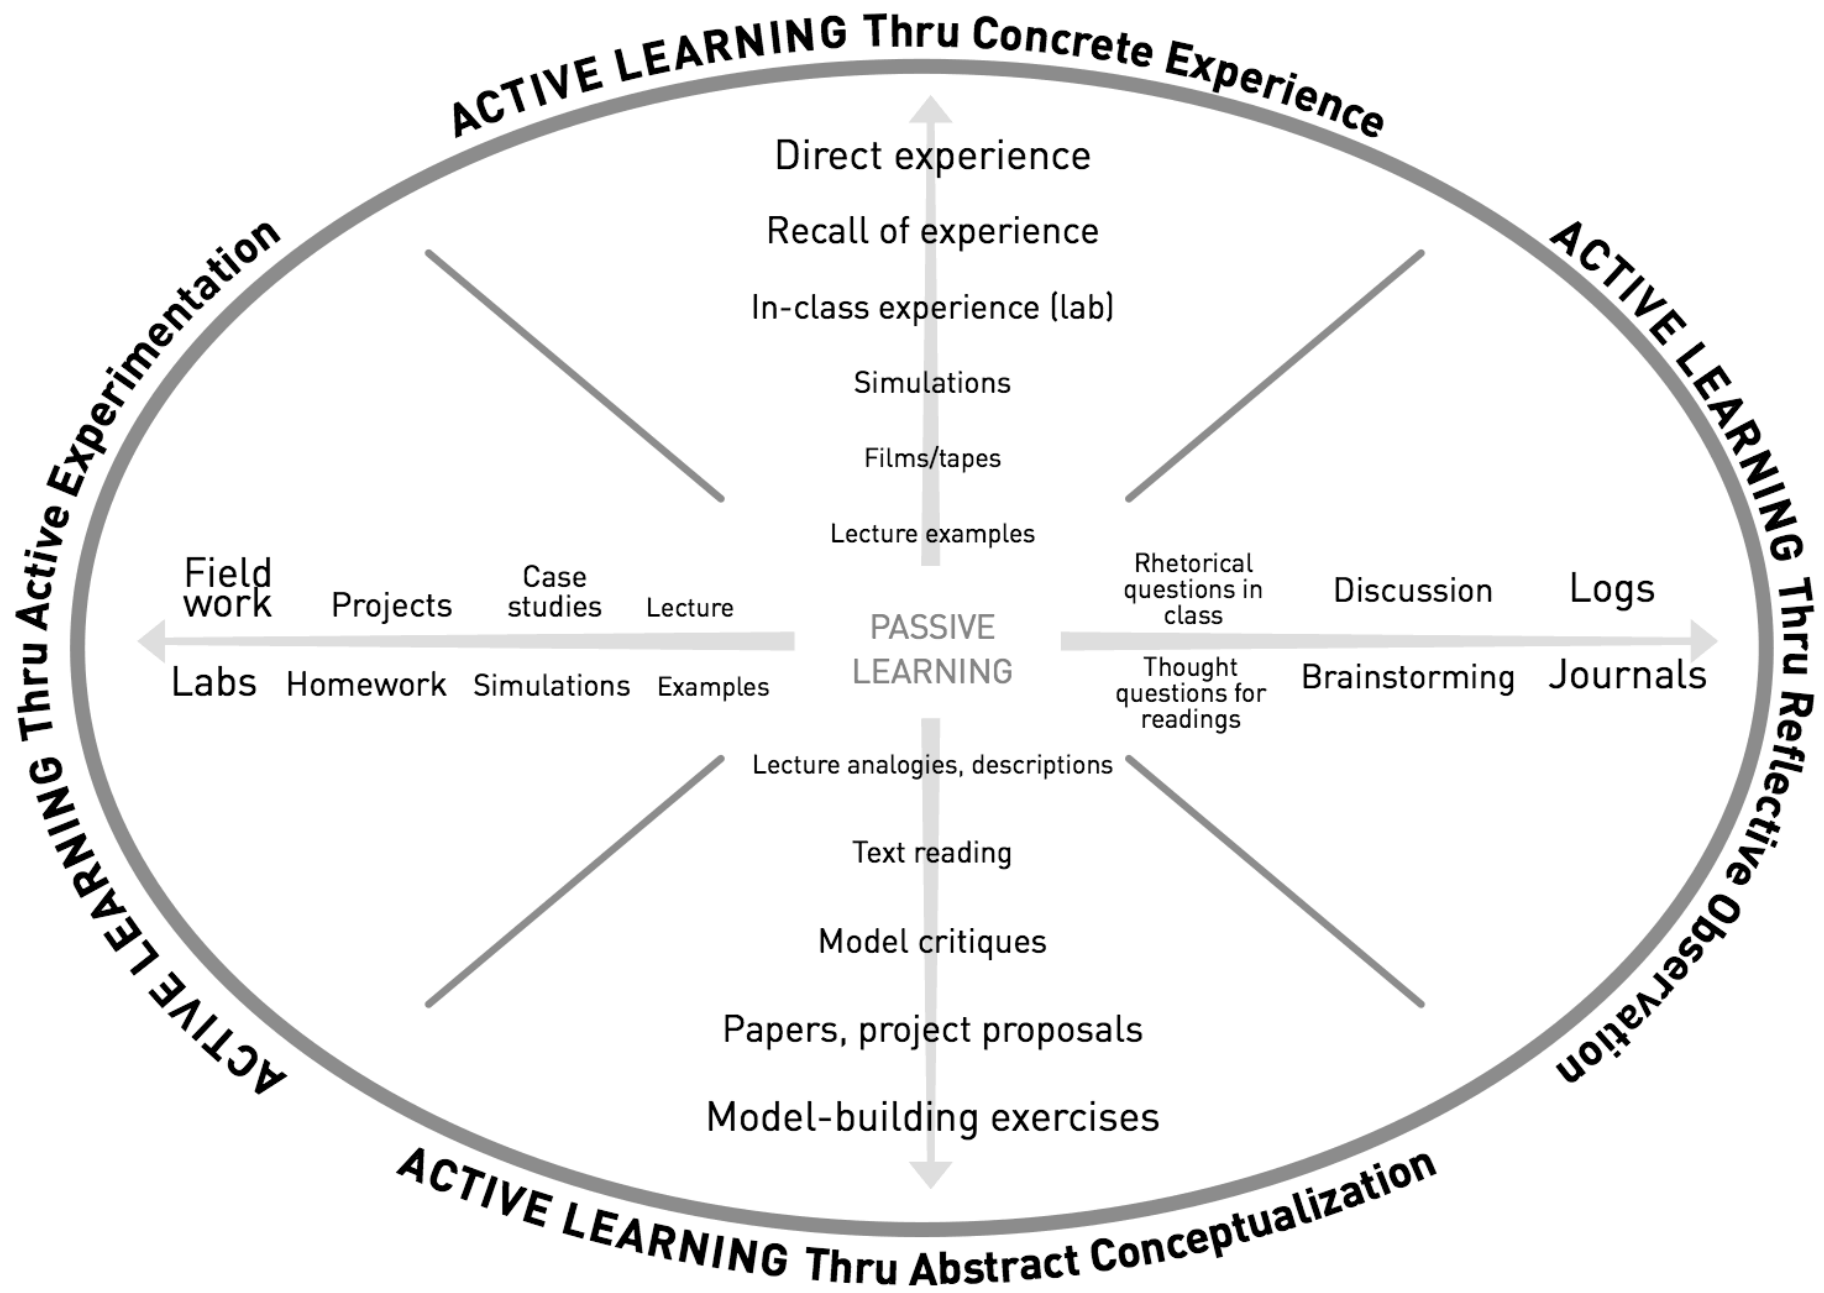 ACTIVE LEARNING Thru Concrete Experience
Direct experience
Recall of experience
In-class experience (lab)
Simulations
Films/tapes
Lecture examples
ACTIVE LEARNING Thru Active Experimentation
Field
work
Projects
Case
studies
Lecture
Labs
Homework
Simulations
Examples
PASSIVE
LEARNING
Rhetorical
questions in
class
Discussion
Logs
Thought
questions for
readings
Brainstorming
Journals
ACTIVE LEARNING Thru Reflective Observation
Lecture analogies, descriptions
Text reading
Model critiques
Papers, project proposals
Model-building exercises
ACTIVE LEARNING Thru Abstract Conceptualization